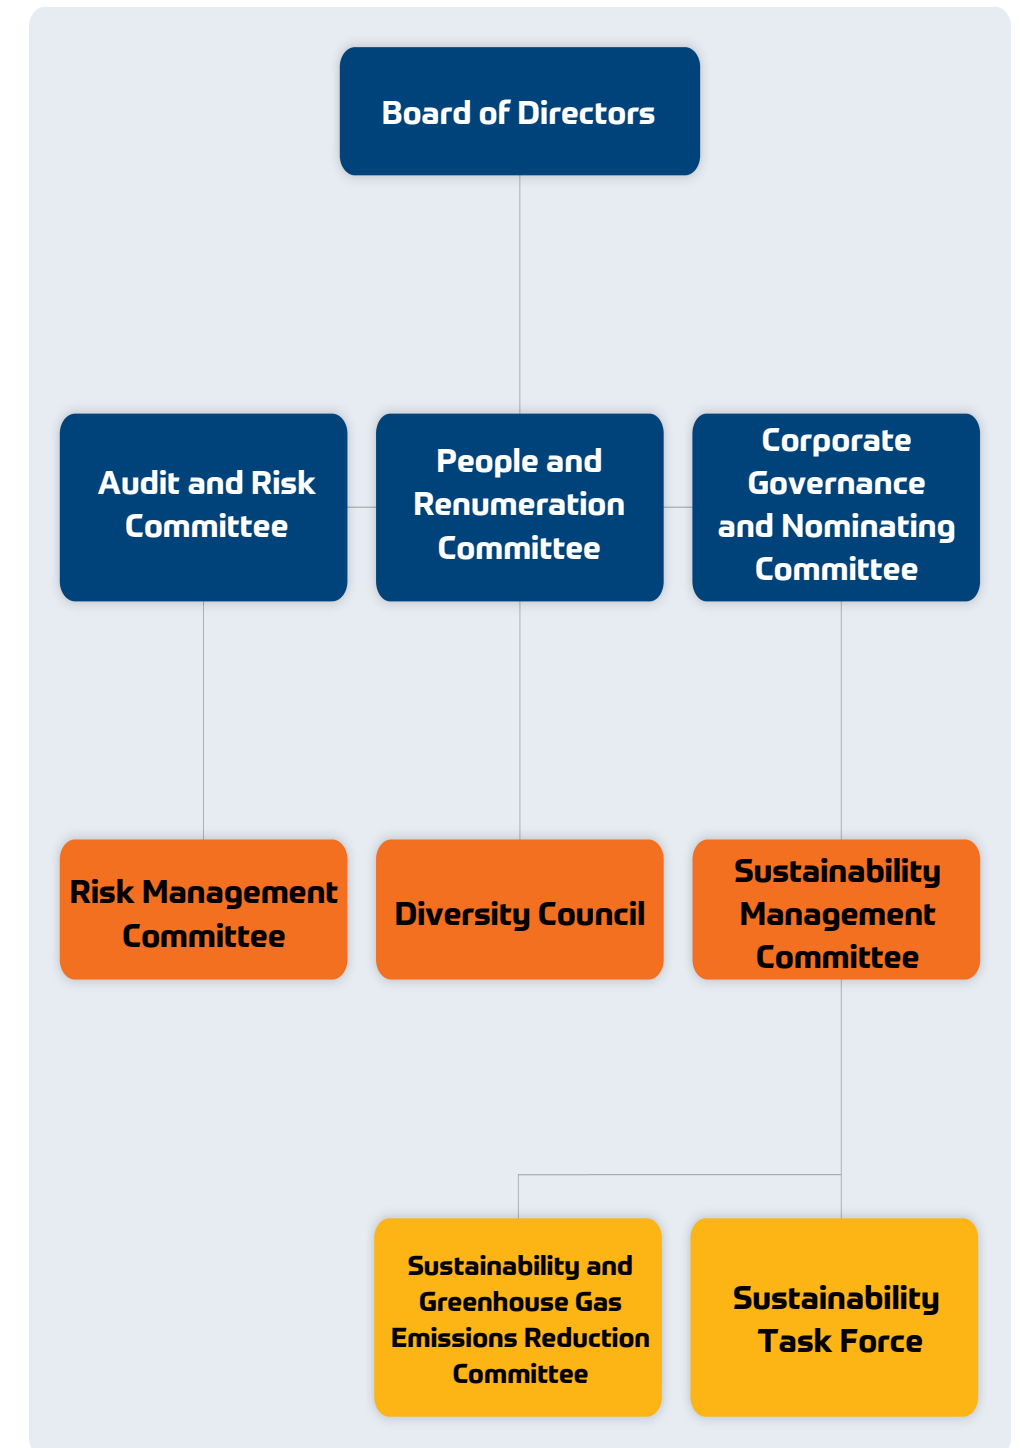 Board of Directors
Audit and Risk
Committee
People and
Renumeration
Committee
Corporate
Governance
and Nominating
Committee
Risk Management
Committee
Diversity Council
Sustainability
Management
Committee
Sustainability and
Greenhouse Gas
Emissions Reduction
Committee
Sustainability
Task Force